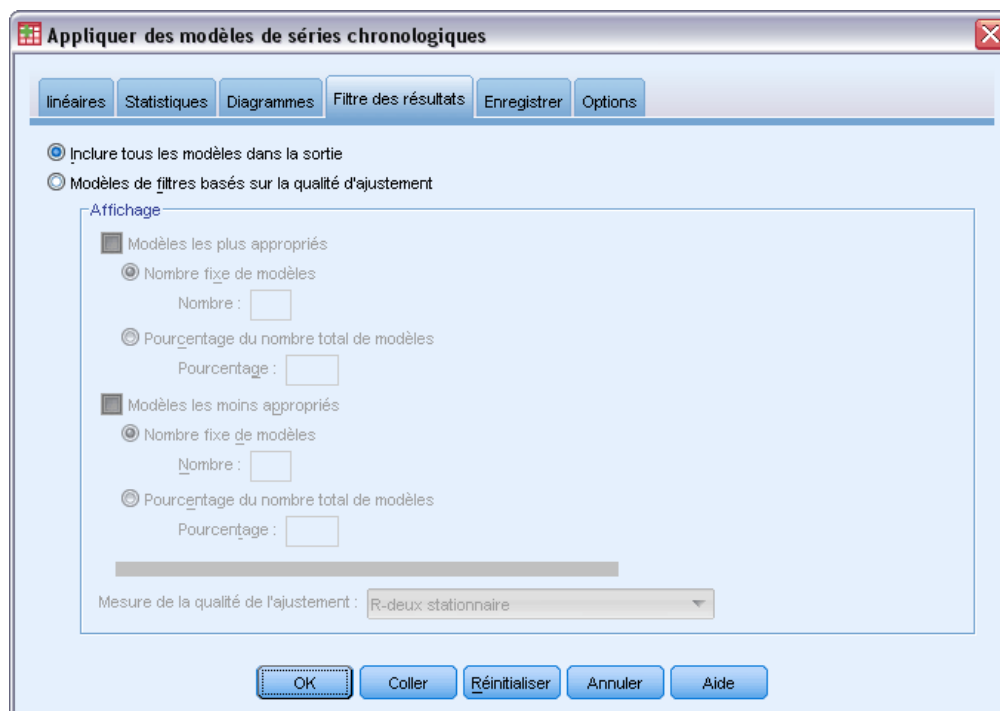 Appliquer des modèles de séries chronologiques
linéaires Statistiques Diagrammes Filtre des résultats Enregistrer Options
Inclure tous les modèles dans la sortie
Modèles de filtres basés sur la qualité d'ajustement
Affichage
Modèles les plus appropriés
Nombre fixe de modèles
Nombre :
Pourcentage du nombre total de modèles
Pourcentage :
Modèles les moins appropriés
Nombre fixe de modèles
Nombre :
Pourcentage du nombre total de modèles
Pourcentage :
Mesure de la qualité de l'ajustement : R-deux stationnaire
OK Coller Réinitialiser Annuler Aide